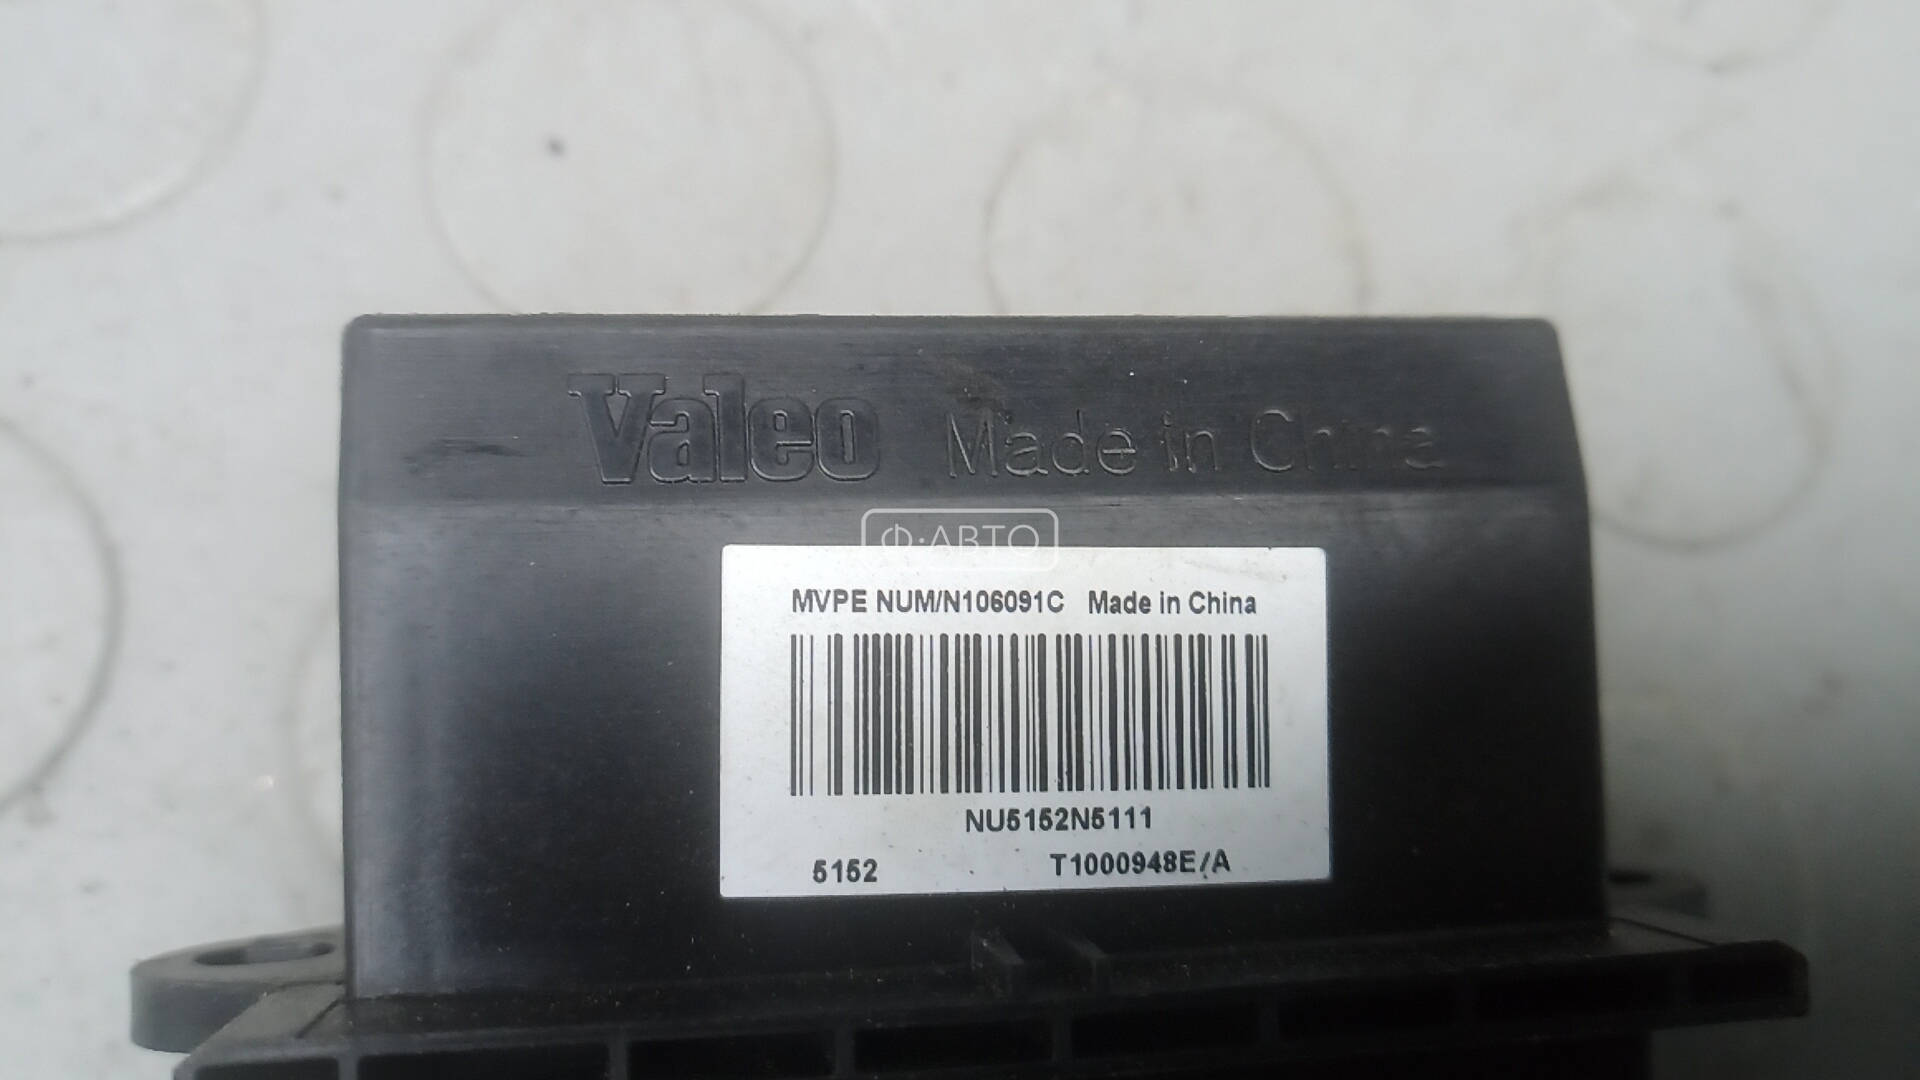 Valeo Made in China
Ф·АВТО
MVPE NUM/N106091C Made in China
NU5152N5111
5152 T1000948E/A